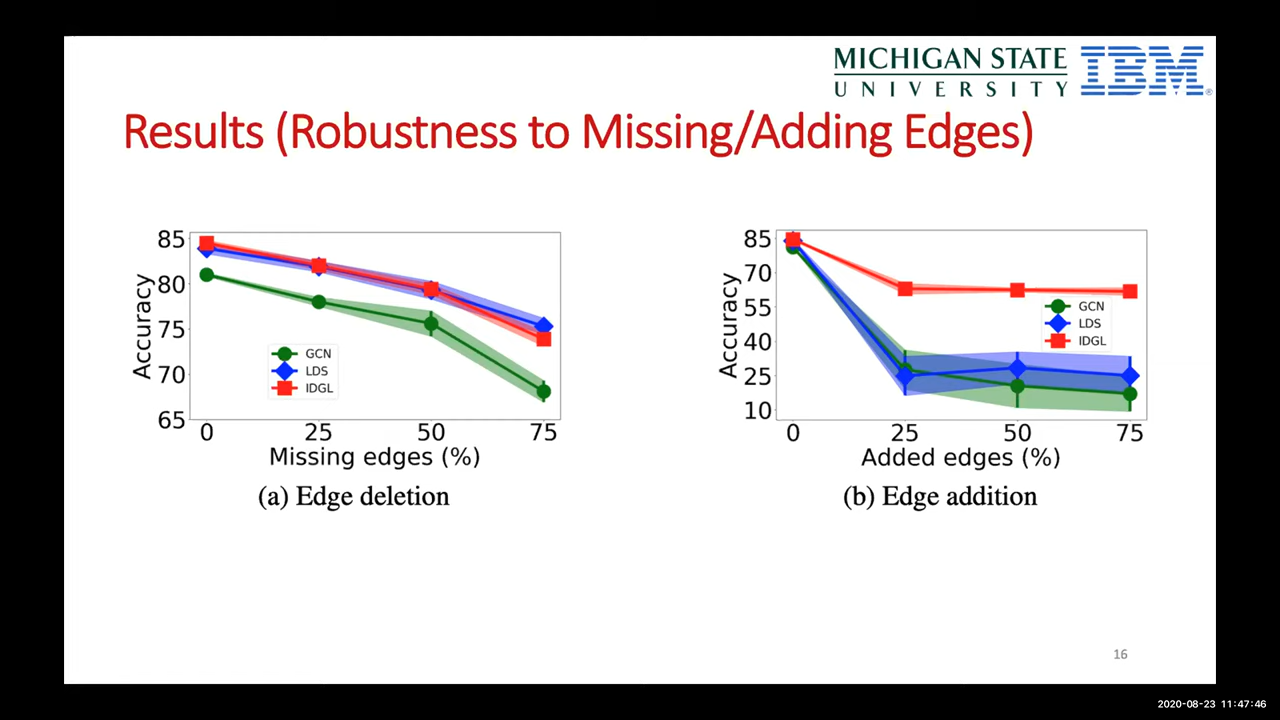 MICHIGAN STATE
UNIVERSITY
IBM®
Results (Robustness to Missing/Adding Edges)
85
80
75
70
65
Accuracy
GCN
LDS
IDGL
0 25 50 75
Missing edges (%)
(a) Edge deletion
85
70
55
40
25
10
Accuracy
GCN
LDS
IDGL
0 25 50 75
Added edges (%)
(b) Edge addition
16
2020-08-23 11:47:46